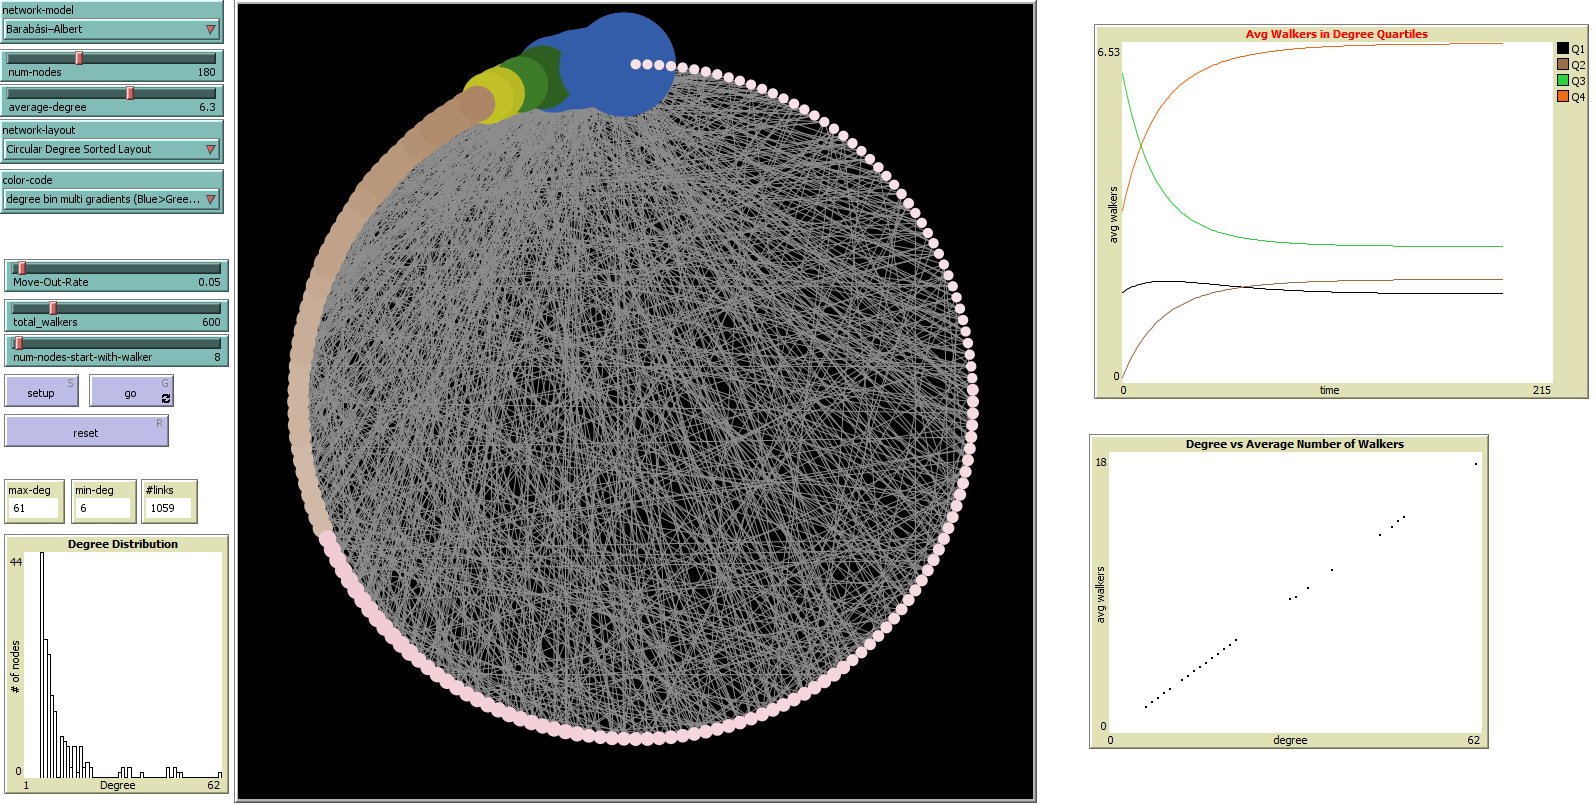 network-model
Barabási–Albert
num-nodes 180
average-degree 6.3
network-layout
Circular Degree Sorted Layout
color-code
degree bin multi gradients (Blue>Gree...
Move-Out-Rate 0.05
total_walkers 600
num-nodes-start-with-walker 8
setup S
go G
reset R
max-deg
61
min-deg
6
#links
1059
Degree Distribution
44
# of nodes
0
1 Degree 62
Avg Walkers in Degree Quartiles
6.53
avg walkers
0
0 time 215
Q1
Q2
Q3
Q4
Degree vs Average Number of Walkers
18
avg walkers
0
0 degree 62